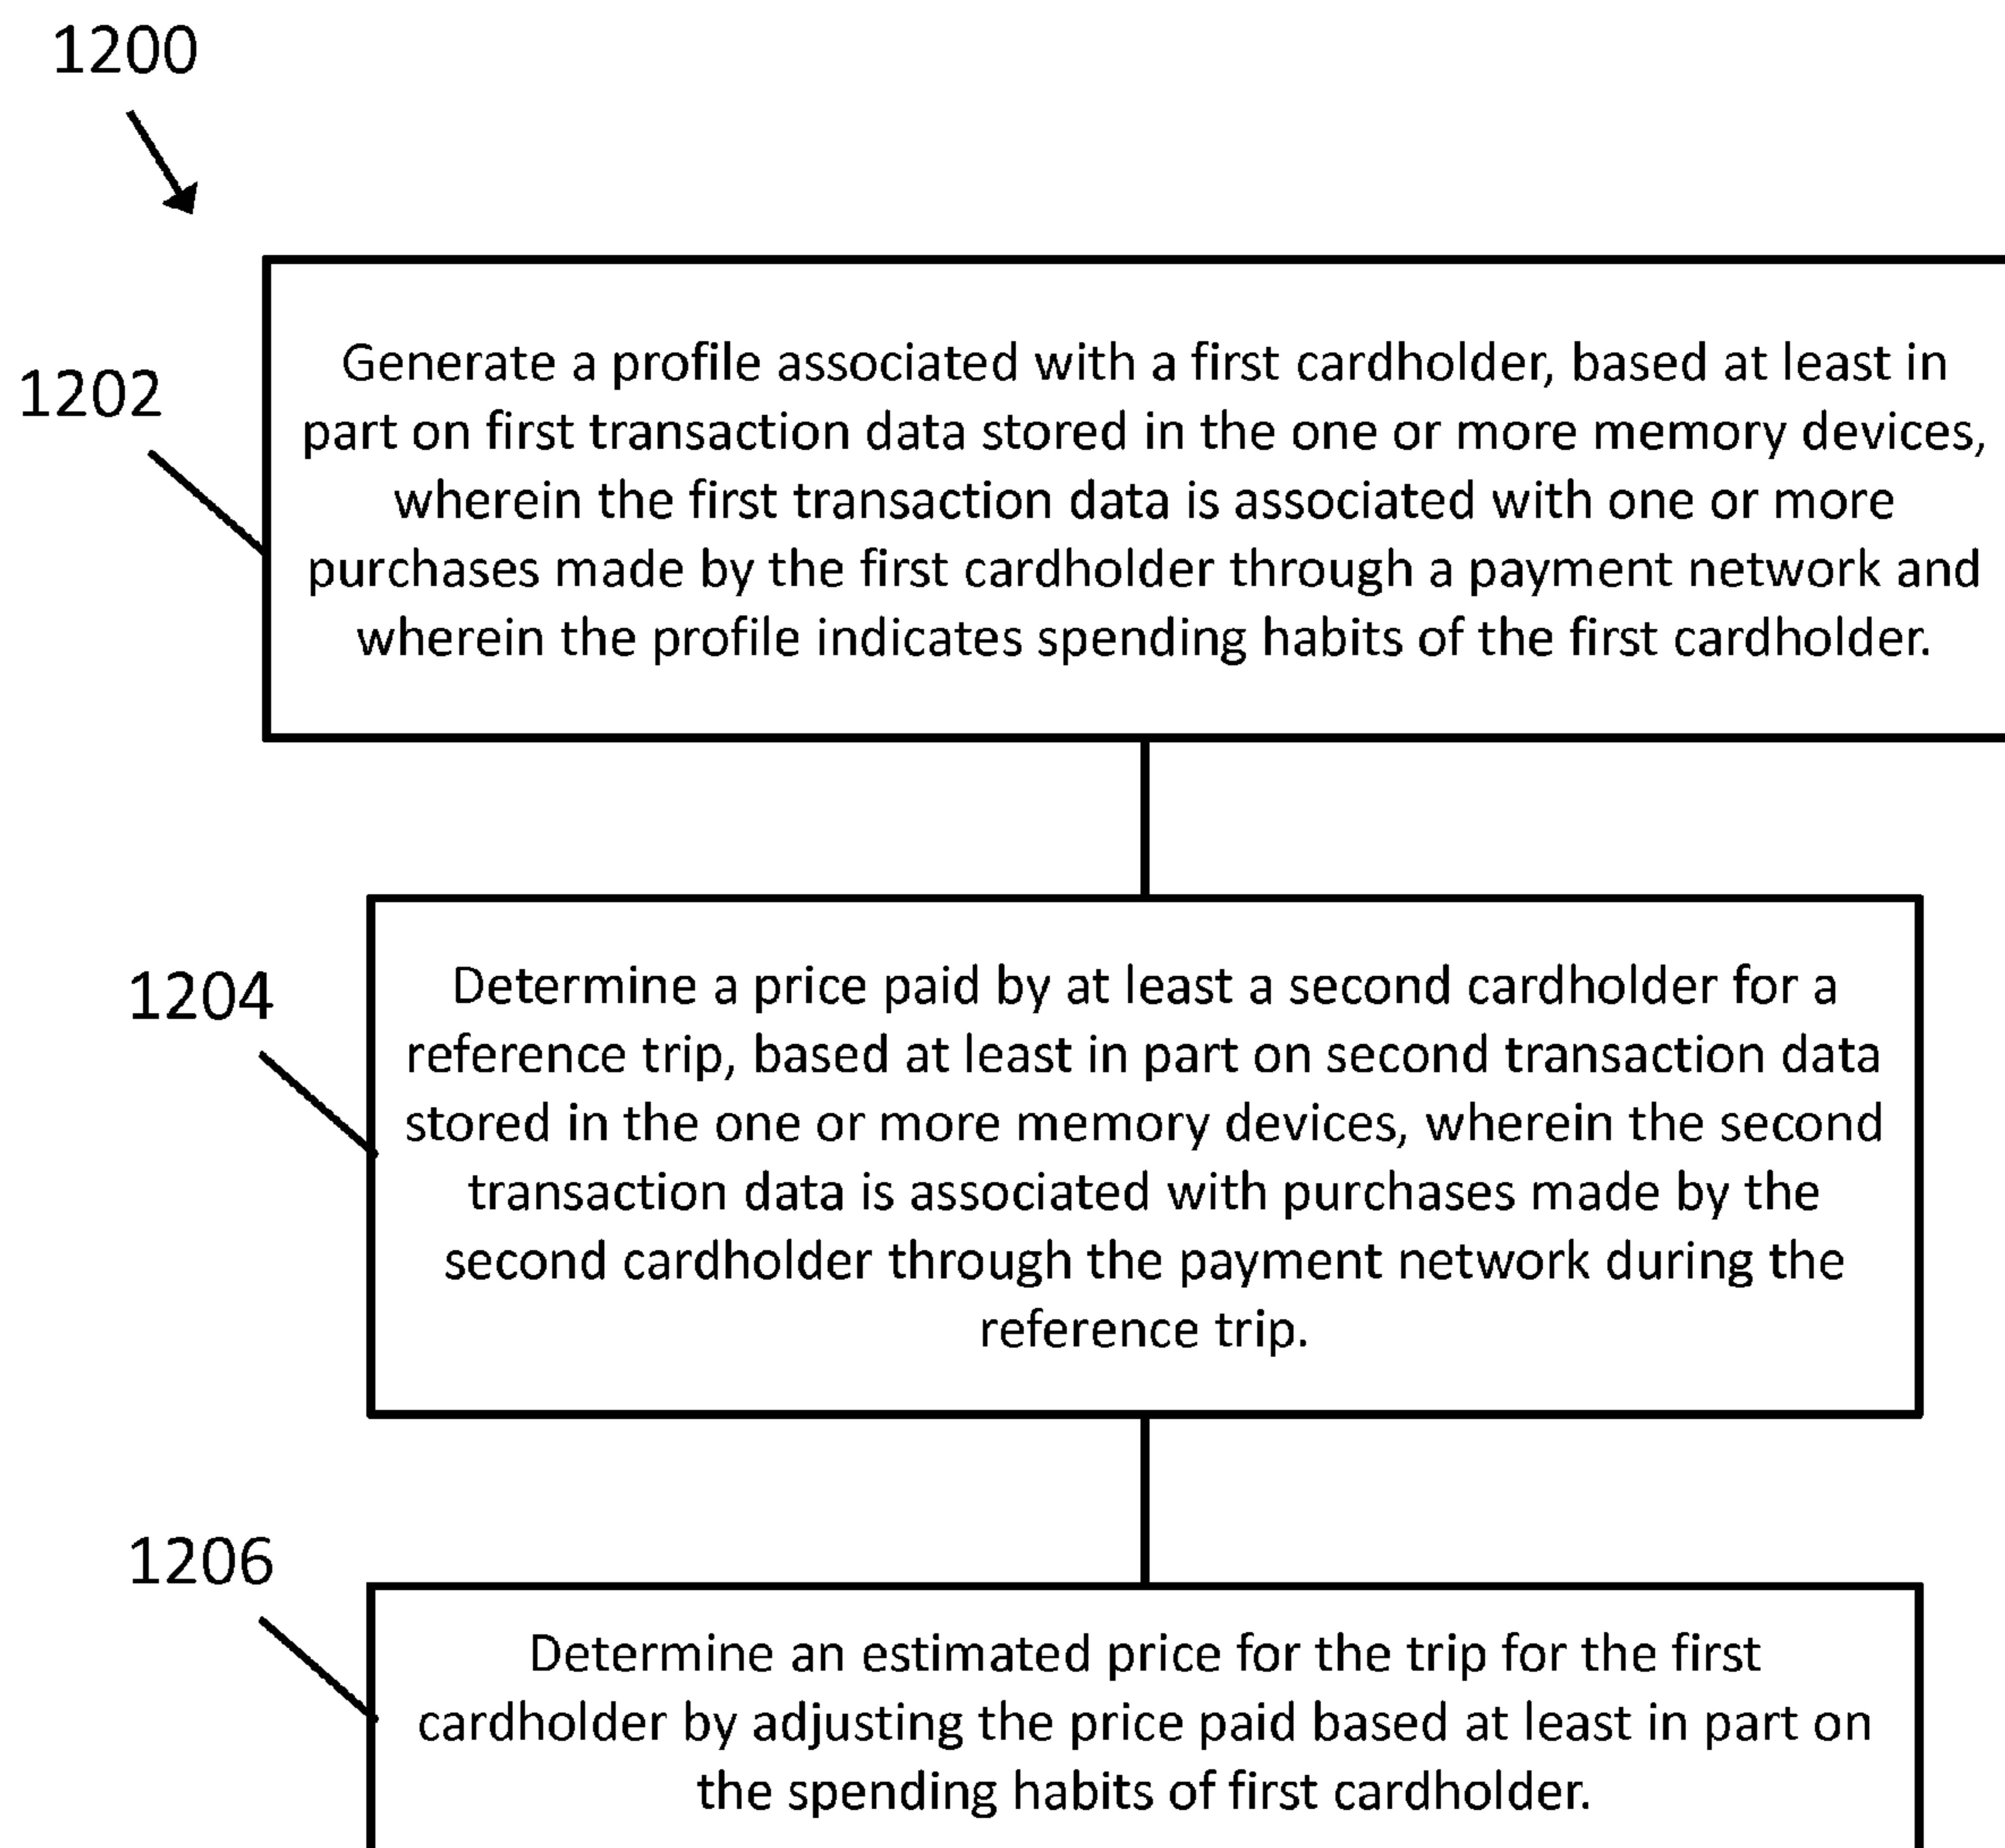 1200
1202
Generate a profile associated with a first cardholder, based at least in
part on first transaction data stored in the one or more memory devices,
wherein the first transaction data is associated with one or more
purchases made by the first cardholder through a payment network and
wherein the profile indicates spending habits of the first cardholder.
1204
Determine a price paid by at least a second cardholder for a
reference trip, based at least in part on second transaction data
stored in the one or more memory devices, wherein the second
transaction data is associated with purchases made by the
second cardholder through the payment network during the
reference trip.
1206
Determine an estimated price for the trip for the first
cardholder by adjusting the price paid based at least in part on
the spending habits of first cardholder.